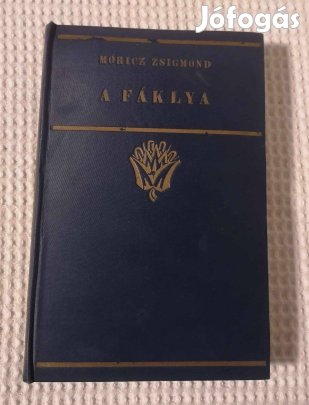 Jófogás
MÓRICZ ZSIGMOND
A FÁKLYA